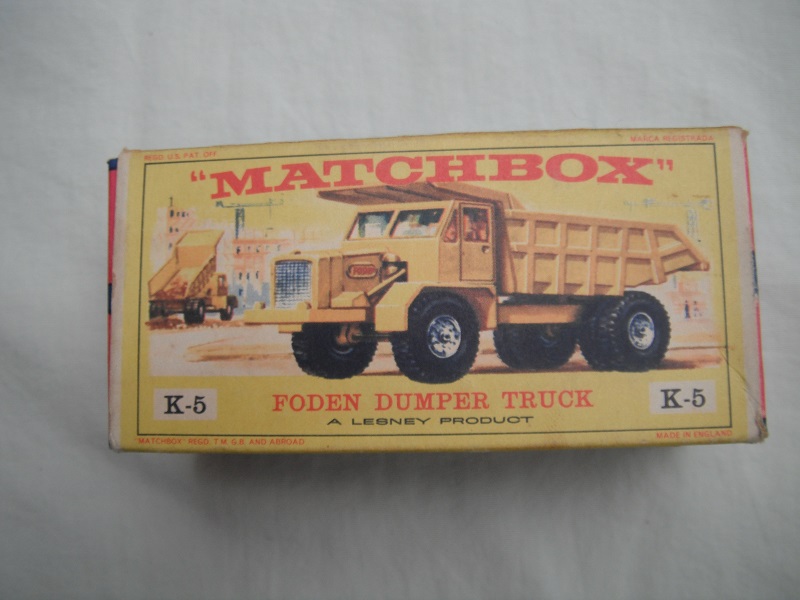 REGD. U.S. PAT. OFF.
MARCA REGISTRADA
"MATCHBOX"
FODEN
K-5
FODEN DUMPER TRUCK
K-5
A LESNEY PRODUCT
"MATCHBOX" REGD. T.M. G.B. AND ABROAD
MADE IN ENGLAND